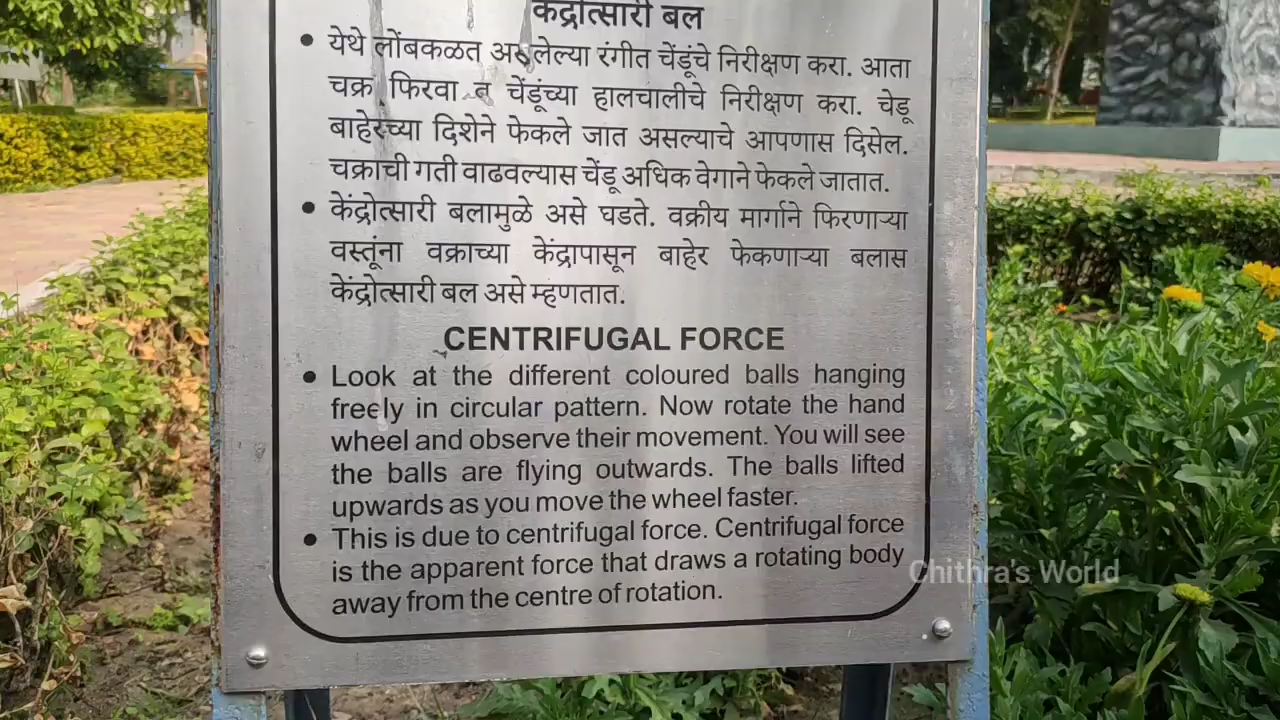 केंद्रोत्सारी बल
• येथे लोंबकळत असलेल्या रंगीत चेंडूंचे निरीक्षण करा. आता
चक्र फिरवा व चेंडूंच्या हालचालीचे निरीक्षण करा. चेडू
बाहेरच्या दिशेने फेकले जात असल्याचे आपणास दिसेल.
चक्राची गती वाढवल्यास चेंडू अधिक वेगाने फेकले जातात.
• केंद्रोत्सारी बलामुळे असे घडते. वक्रीय मार्गाने फिरणाऱ्या
वस्तूंना वक्राच्या केंद्रापासून बाहेर फेकणाऱ्या बलास
केंद्रोत्सारी बल असे म्हणतात.
CENTRIFUGAL FORCE
• Look at the different coloured balls hanging
freely in circular pattern. Now rotate the hand
wheel and observe their movement. You will see
the balls are flying outwards. The balls lifted
upwards as you move the wheel faster.
• This is due to centrifugal force. Centrifugal force
is the apparent force that draws a rotating body
away from the centre of rotation.
Chithra's World